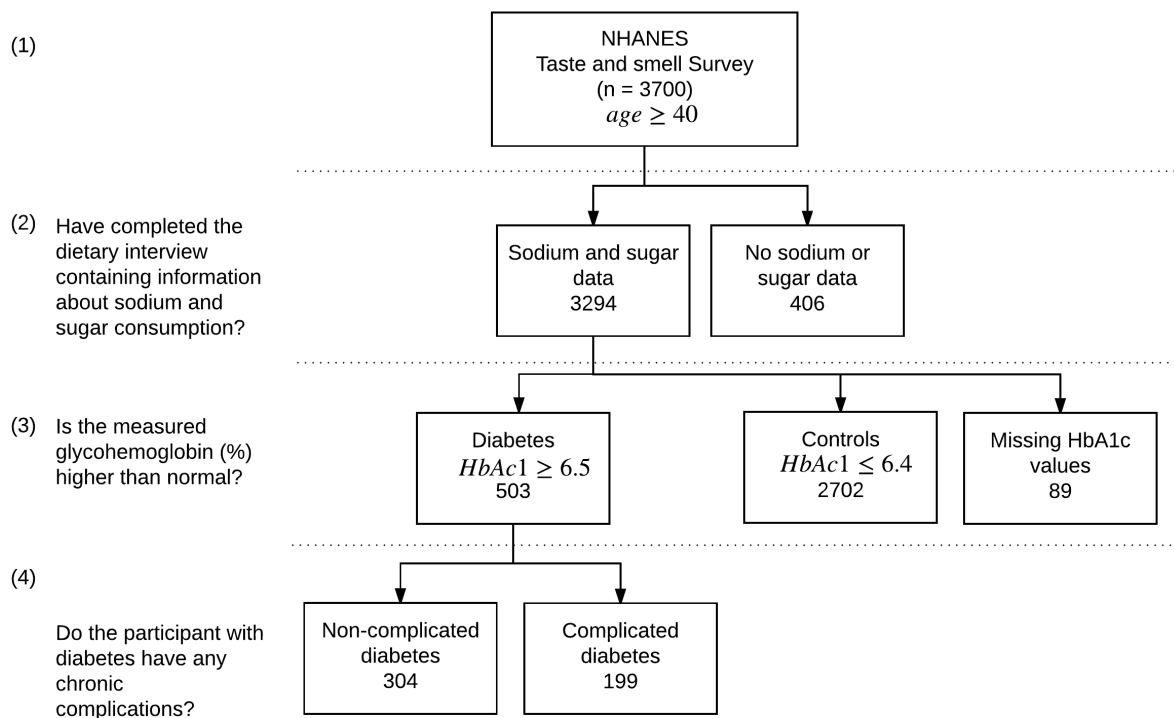 (1)
NHANES
Taste and smell Survey
(n = 3700)
age ≥ 40
(2)
Have completed the
dietary interview
containing information
about sodium and
sugar consumption?
Sodium and sugar
data
3294
No sodium or
sugar data
406
(3)
Is the measured
glycohemoglobin (%)
higher than normal?
Diabetes
HbAc1 ≥ 6.5
503
Controls
HbAc1 ≤ 6.4
2702
Missing HbA1c
values
89
(4)
Do the participant with
diabetes have any
chronic
complications?
Non-complicated
diabetes
304
Complicated
diabetes
199